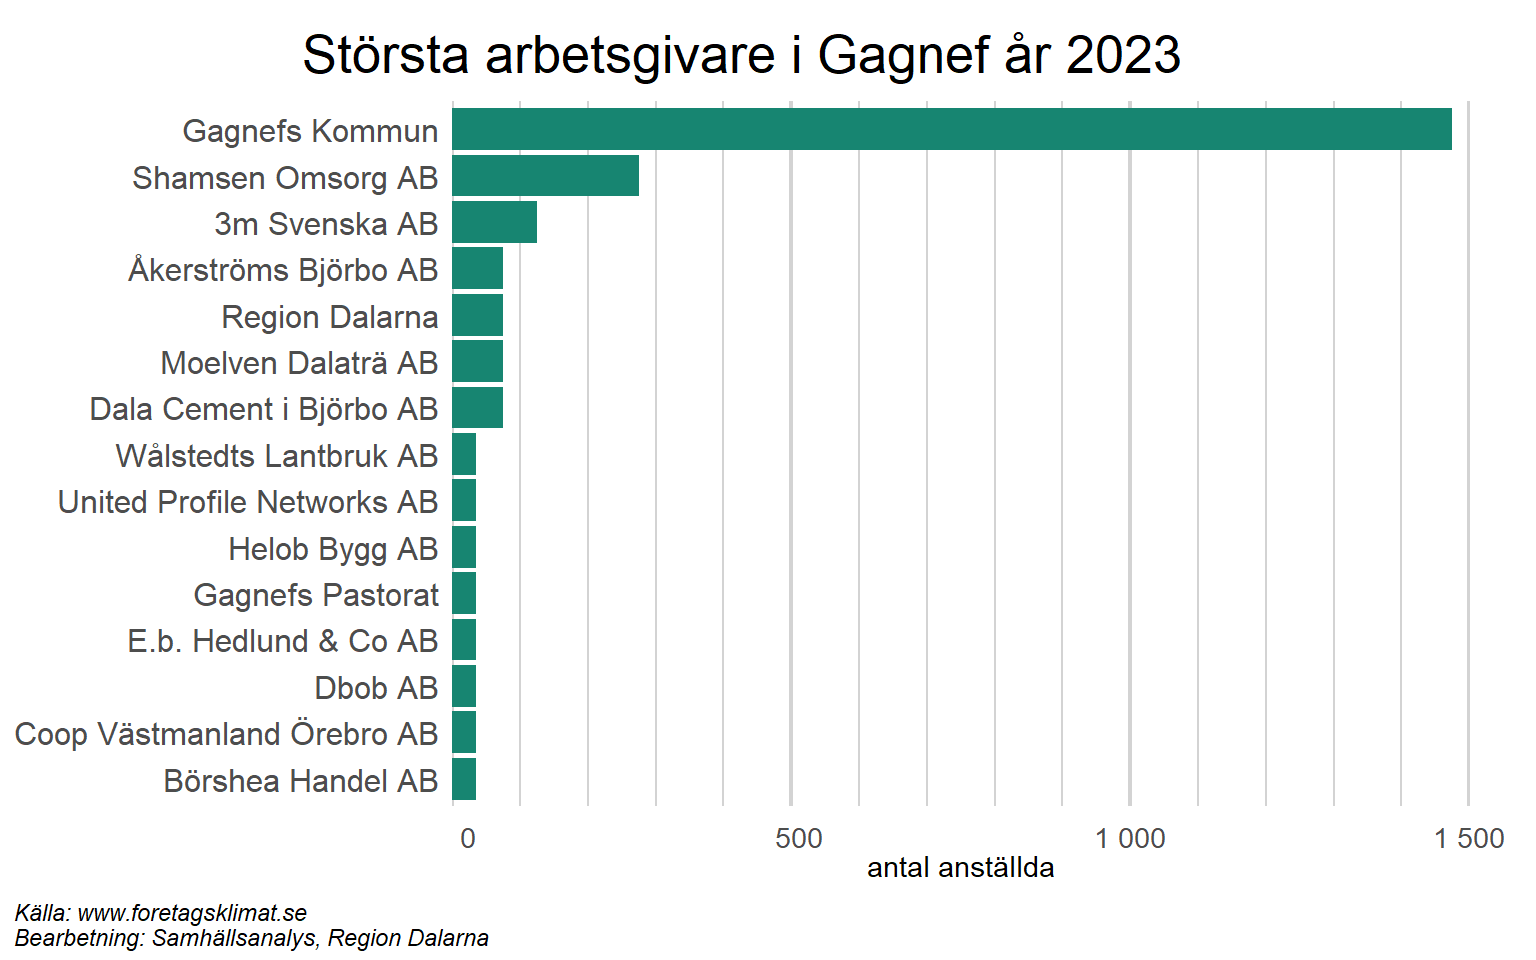 Största arbetsgivare i Gagnef år 2023
Gagnefs Kommun
Shamsen Omsorg AB
3m Svenska AB
Åkerströms Björbo AB
Region Dalarna
Moelven Dalaträ AB
Dala Cement i Björbo AB
Wålstedts Lantbruk AB
United Profile Networks AB
Helob Bygg AB
Gagnefs Pastorat
E.b. Hedlund & Co AB
Dbob AB
Coop Västmanland Örebro AB
Börshea Handel AB
0 500 1 000 1 500
antal anställda
Källa: www.foretagsklimat.se
Bearbetning: Samhällsanalys, Region Dalarna